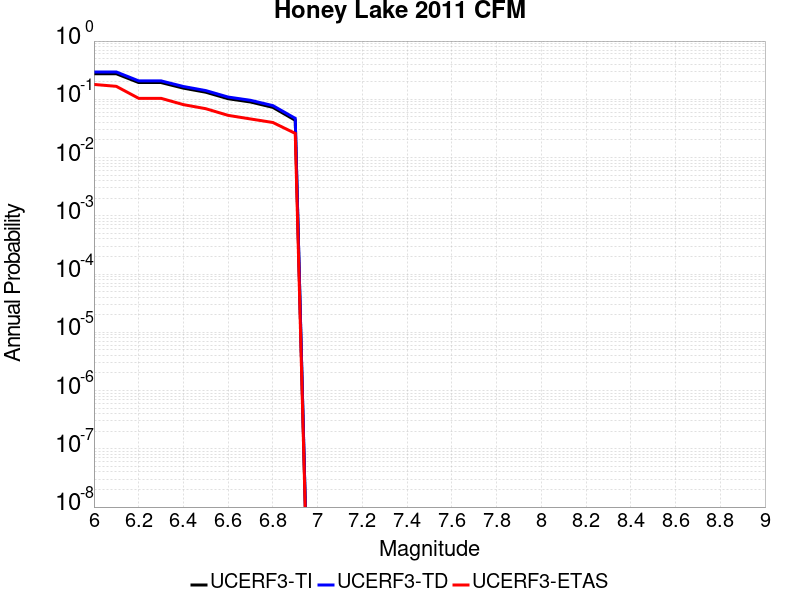 Honey Lake 2011 CFM
Annual Probability
10^0
10^-1
10^-2
10^-3
10^-4
10^-5
10^-6
10^-7
10^-8
6 6.2 6.4 6.6 6.8 7 7.2 7.4 7.6 7.8 8 8.2 8.4 8.6 8.8 9
Magnitude
UCERF3-TI UCERF3-TD UCERF3-ETAS